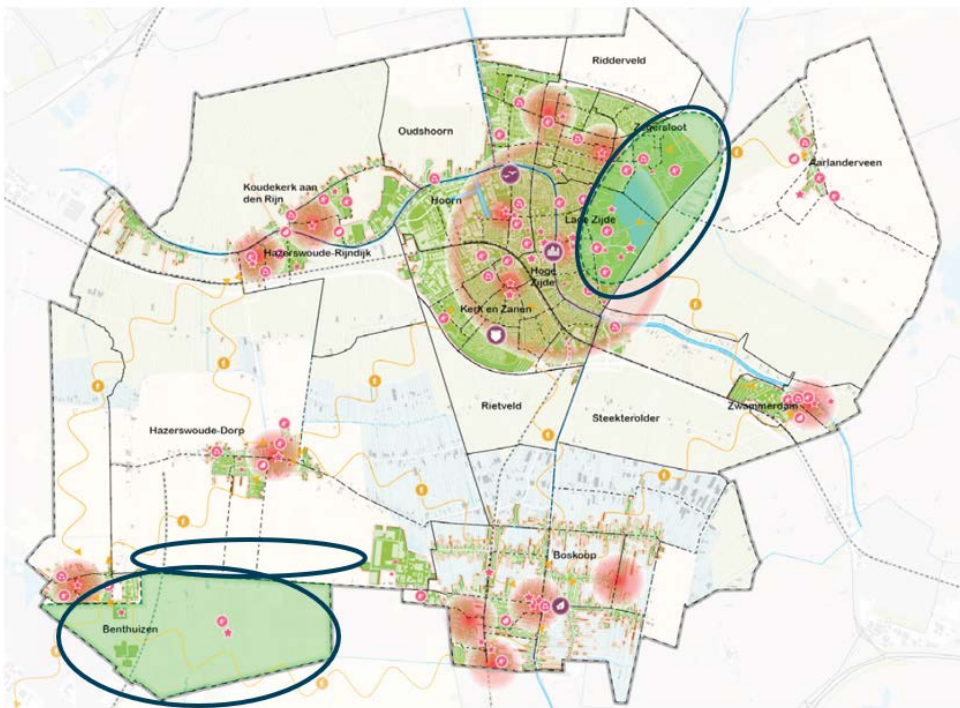 Ridderveld
Oudshoorn
Zegersloot
Aarlanderveen
Koudekerk aan
den Rijn
Hoorn
Lage Zijde
Hazerswoude-Rijndijk
Hoge
Zijde
Kerk en Zanen
Zwammerdam
Rietveld
Steekterolder
Hazerswoude-Dorp
Boskoop
Benthuizen